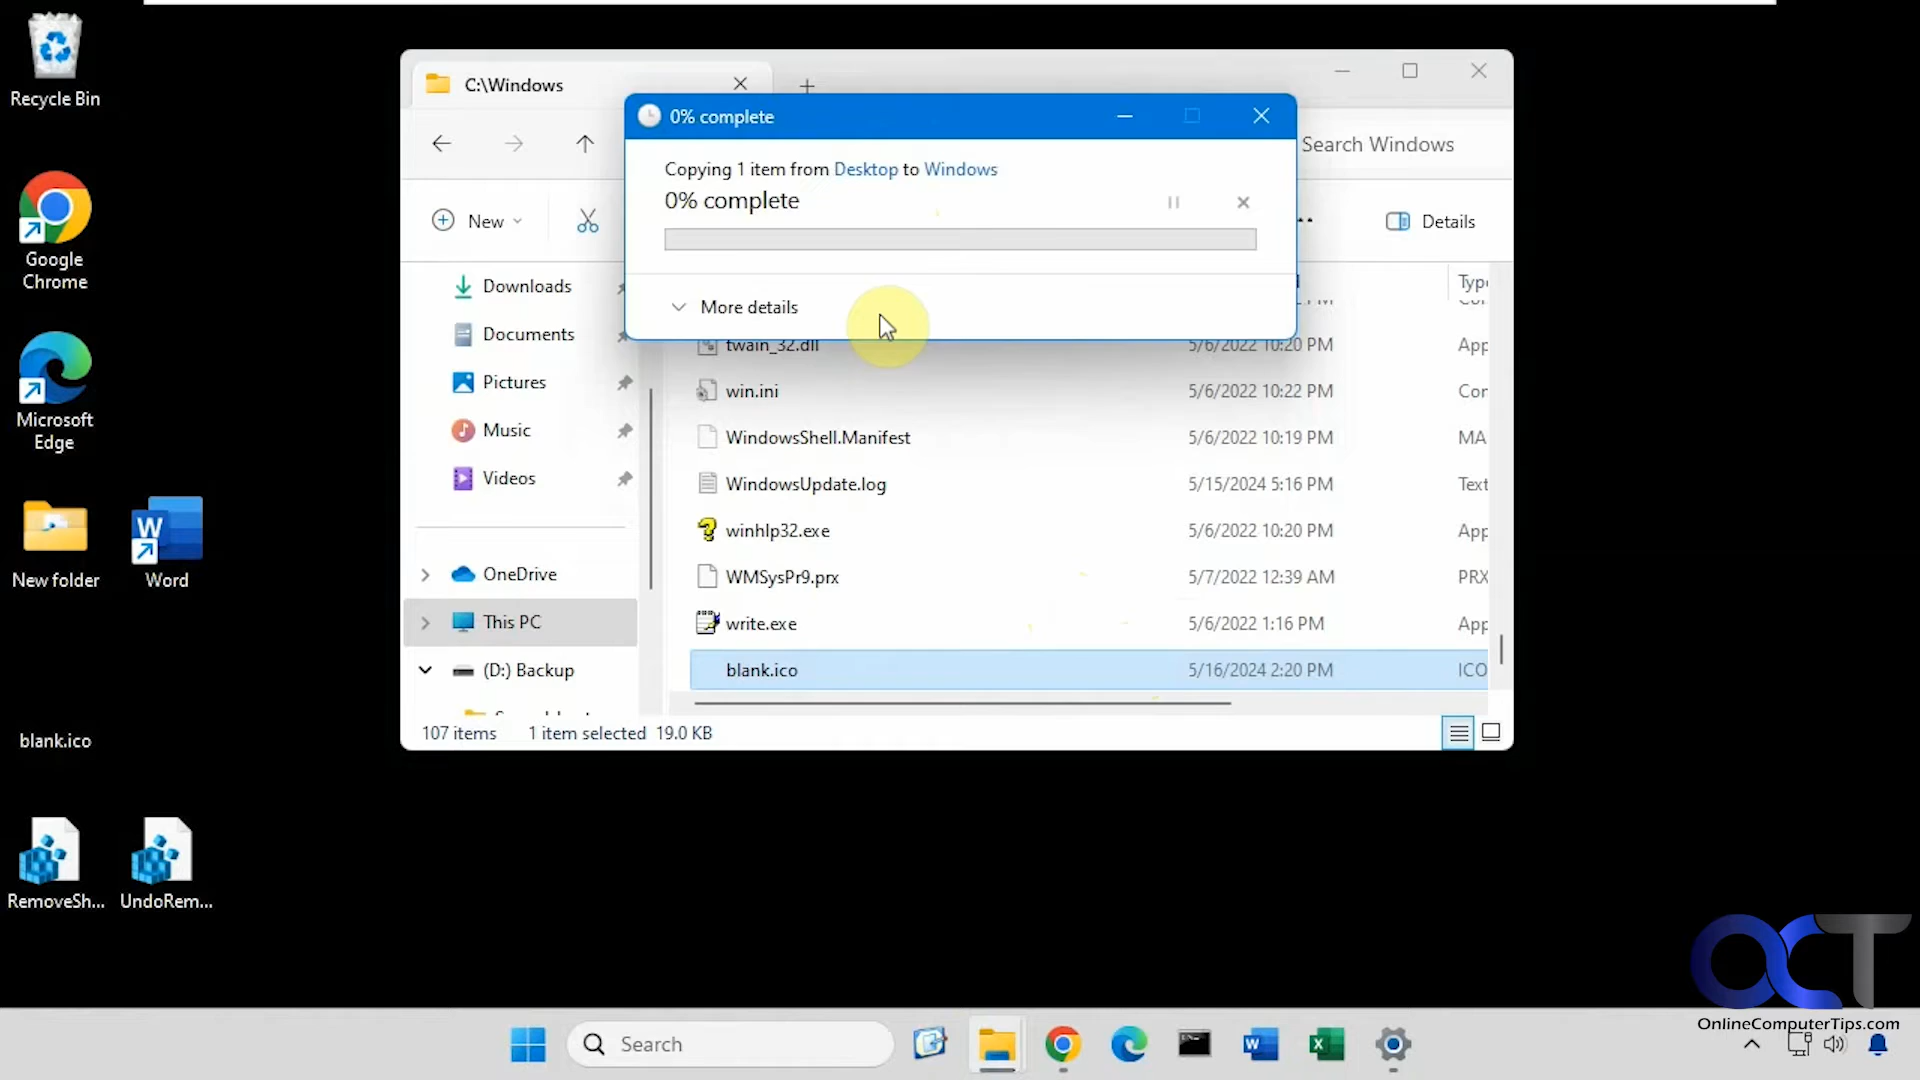 Recycle Bin
Google
Chrome
Microsoft
Edge
New folder
Word
blank.ico
RemoveSh...
UndoRem...
C:\Windows
Search Windows
New
Details
0% complete
Copying 1 item from Desktop to Windows
0% complete
More details
Downloads
Documents
Pictures
Music
Videos
OneDrive
This PC
(D:) Backup
Type
twain_32.dll 5/6/2022 10:20 PM App
win.ini 5/6/2022 10:22 PM Con
WindowsShell.Manifest 5/6/2022 10:19 PM MA
WindowsUpdate.log 5/15/2024 5:16 PM Text
winhlp32.exe 5/6/2022 10:20 PM App
WMSysPr9.prx 5/7/2022 12:39 AM PRX
write.exe 5/6/2022 1:16 PM App
blank.ico 5/16/2024 2:20 PM ICO
107 items 1 item selected 19.0 KB
OCT
OnlineComputerTips.com
Search